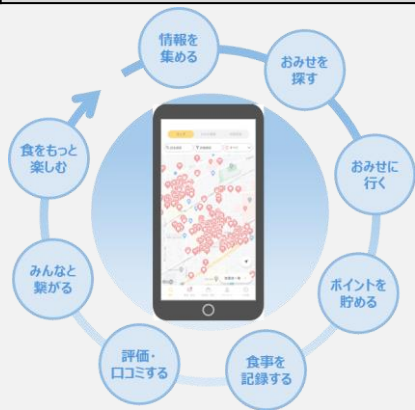 情報を
集める
おみせを
探す
おみせに
行く
ポイントを
貯める
食事を
記録する
評価・
口コミする
みんなと
繋がる
食をもっと
楽しむ